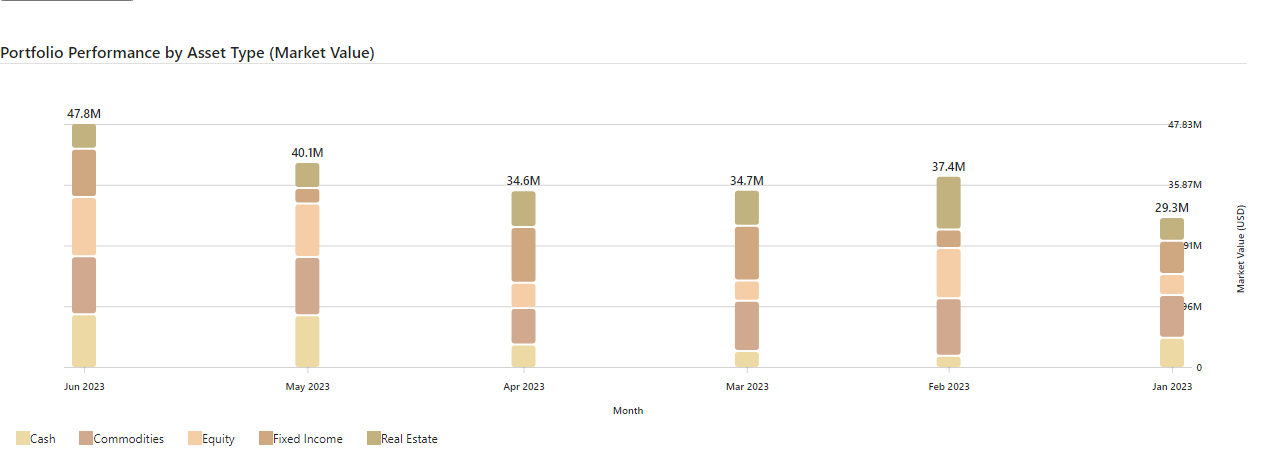 Portfolio Performance by Asset Type (Market Value)
47.8M
40.1M
34.6M
34.7M
37.4M
29.3M
47.83M
35.87M
91M
96M
0
Market Value (USD)
Jun 2023
May 2023
Apr 2023
Mar 2023
Feb 2023
Jan 2023
Month
Cash
Commodities
Equity
Fixed Income
Real Estate